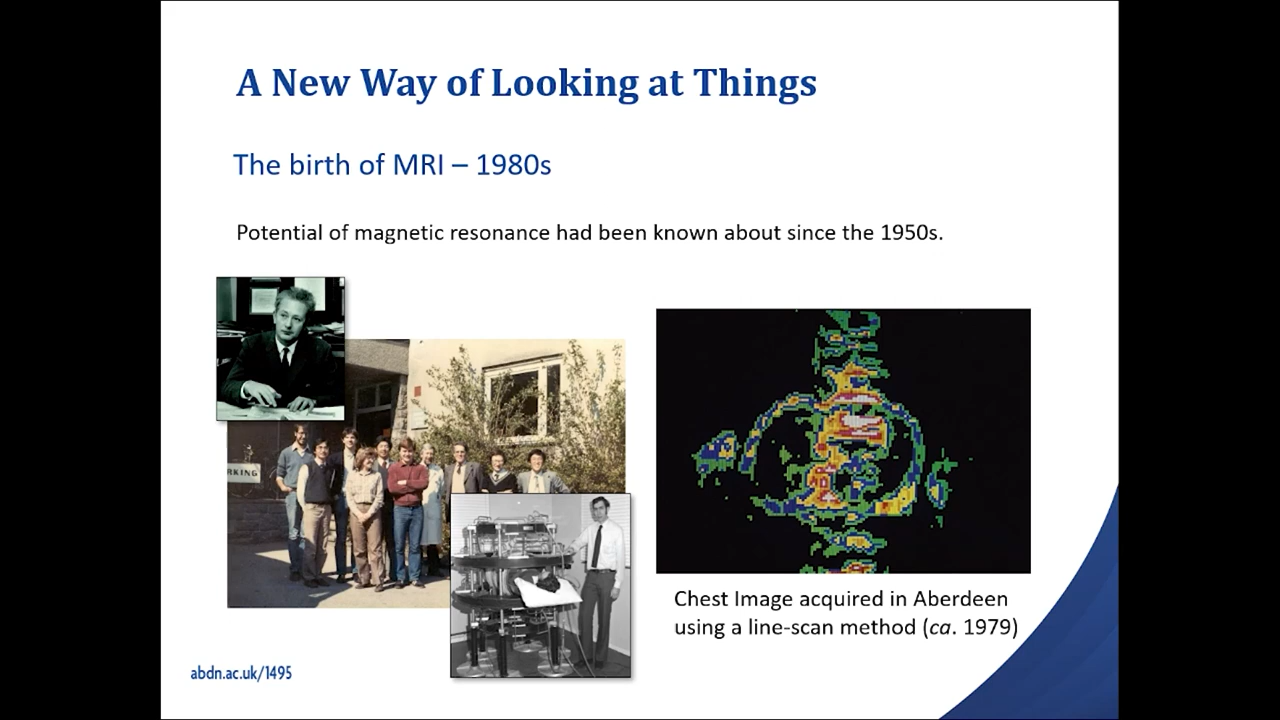 A New Way of Looking at Things
The birth of MRI – 1980s
Potential of magnetic resonance had been known about since the 1950s.
RKING
Chest Image acquired in Aberdeen
using a line-scan method (ca. 1979)
abdn.ac.uk/1495